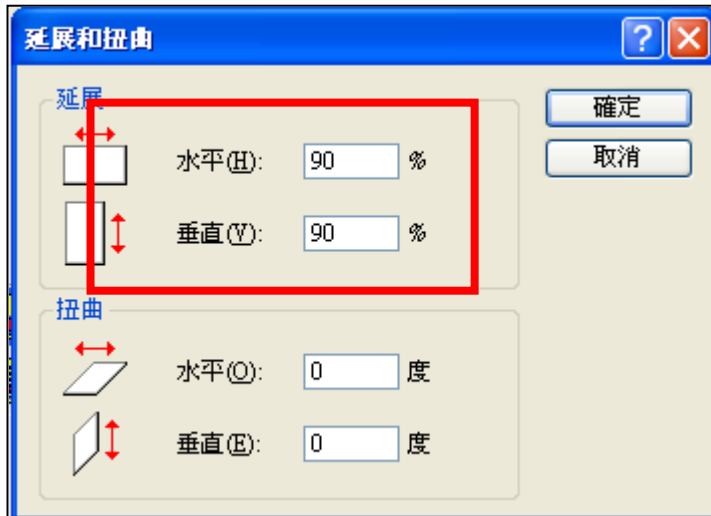 延展和扭曲
延展
水平(H): 90 %
垂直(V): 90 %
確定
取消
扭曲
水平(O): 0 度
垂直(E): 0 度